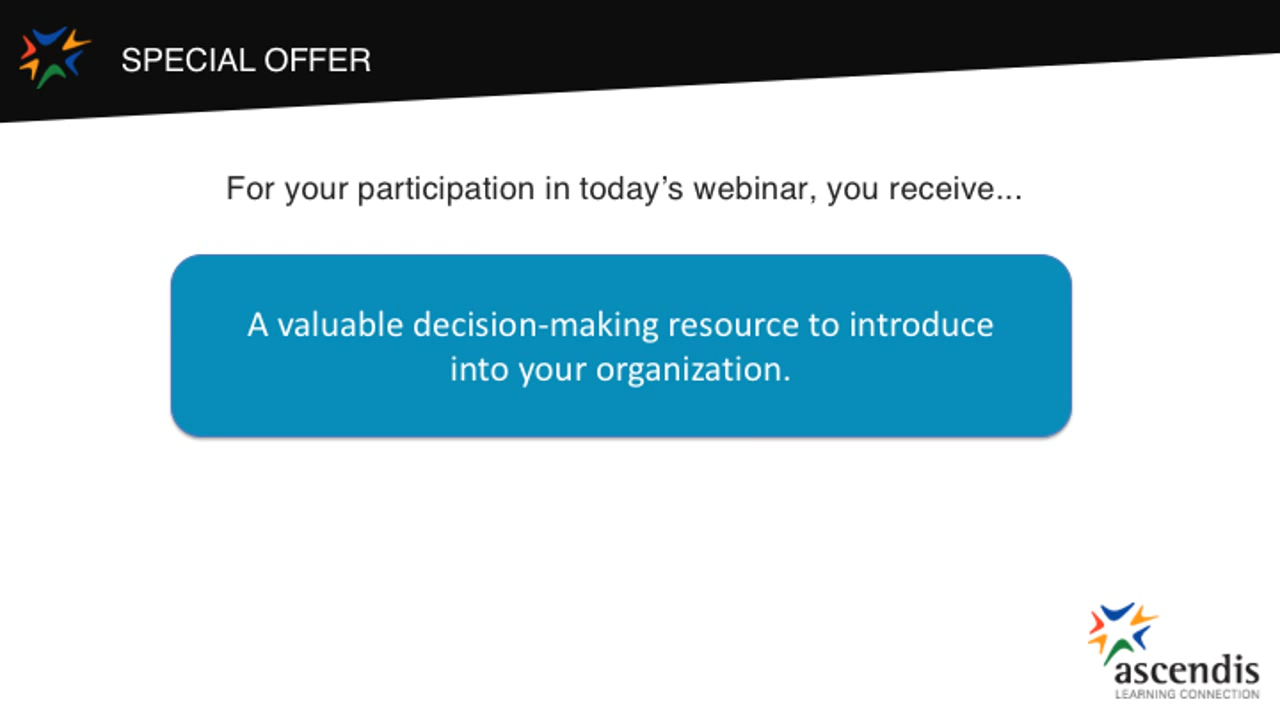 SPECIAL OFFER
For your participation in today’s webinar, you receive...
A valuable decision-making resource to introduce
into your organization.
ascendis
LEARNING CONNECTION